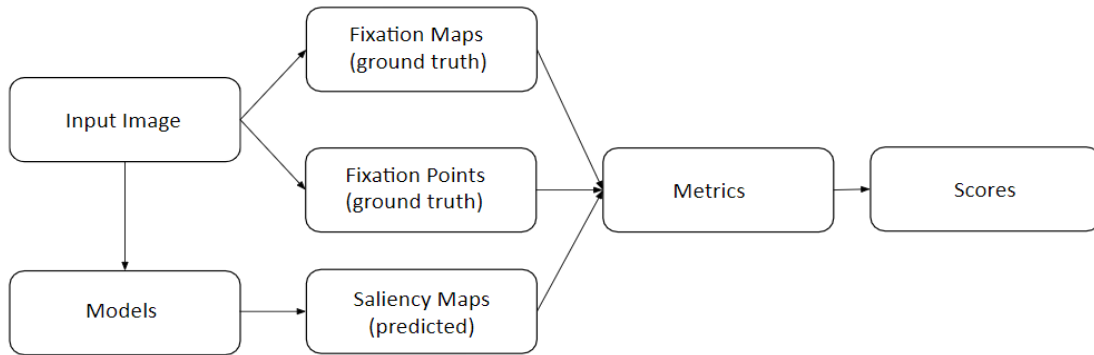 Fixation Maps
(ground truth)
Input Image
Fixation Points
(ground truth)
Metrics
Scores
Models
Saliency Maps
(predicted)